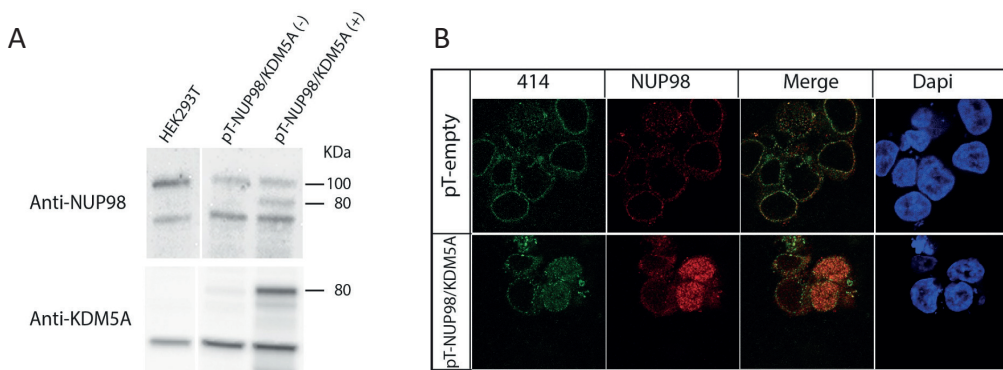 A
HEK293T
pT-NUP98/KDM5A (-)
pT-NUP98/KDM5A (+)
KDa
Anti-NUP98
100
80
Anti-KDM5A
80
B
414 NUP98 Merge Dapi
pT-empty
pT-NUP98/KDM5A